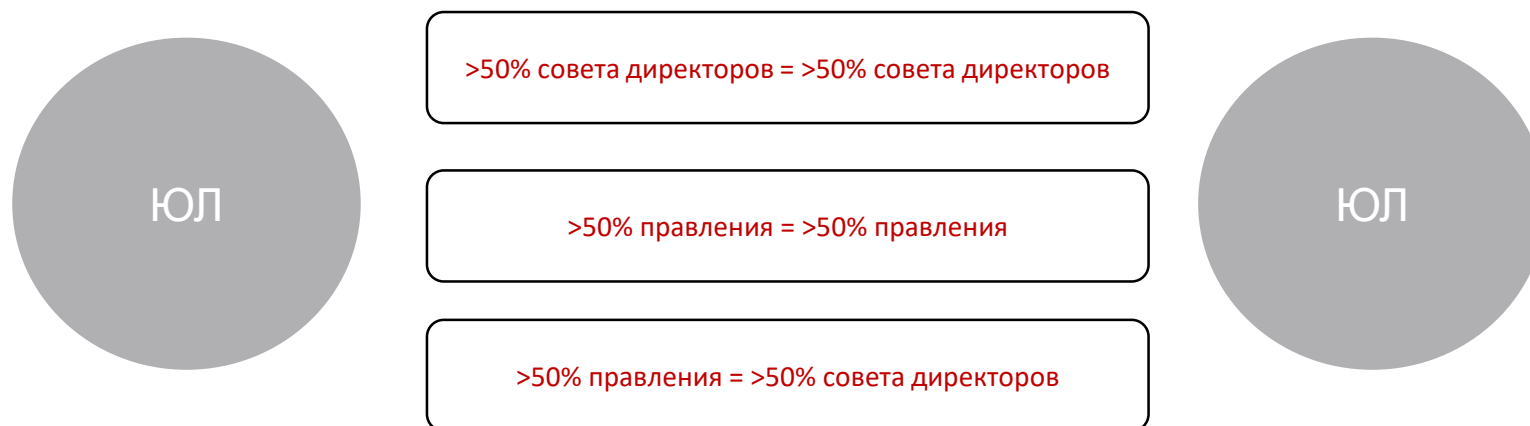 ЮЛ
>50% совета директоров = >50% совета директоров
>50% правления = >50% правления
>50% правления = >50% совета директоров
ЮЛ